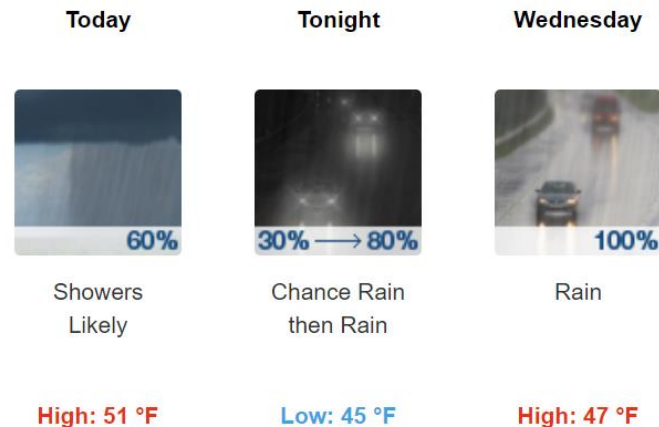 Today
Tonight
Wednesday
60%
30% → 80%
100%
Showers
Likely
Chance Rain
then Rain
Rain
High: 51 °F
Low: 45 °F
High: 47 °F